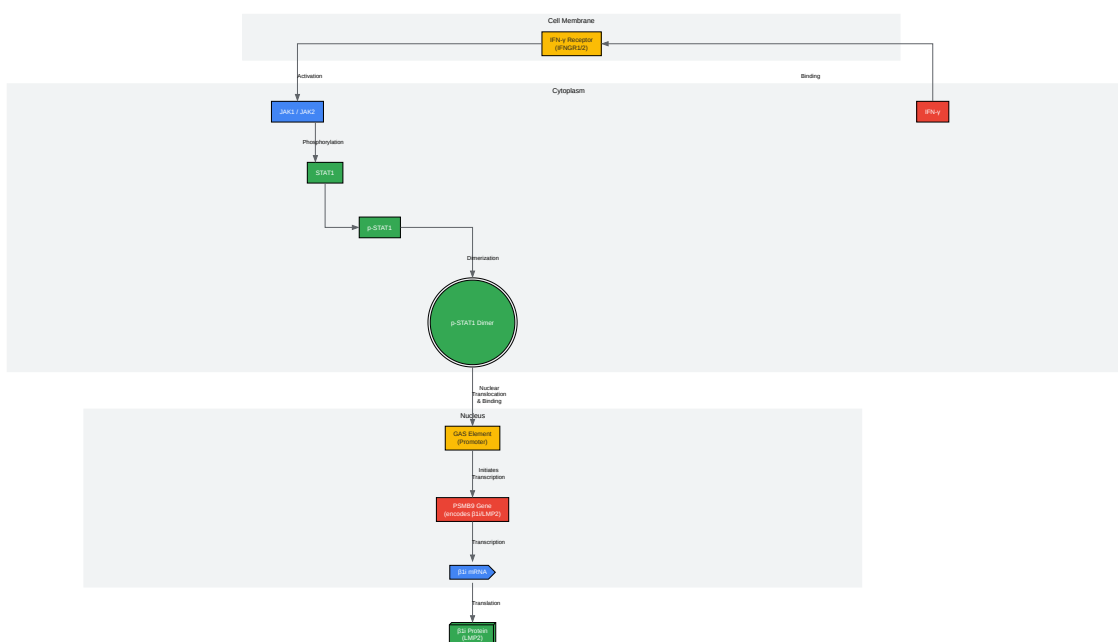 Cell Membrane
IFN-γ Receptor
(IFNGR1/2)
Activation
Binding
Cytoplasm
JAK1 / JAK2
IFN-γ
Phosphorylation
STAT1
p-STAT1
Dimerization
p-STAT1 Dimer
Nuclear
Translocation
& Binding
Nucleus
GAS Element
(Promoter)
Initiates
Transcription
PSMB9 Gene
(encodes β1i/LMP2)
Transcription
β1i mRNA
Translation
β1i Protein
(LMP2)